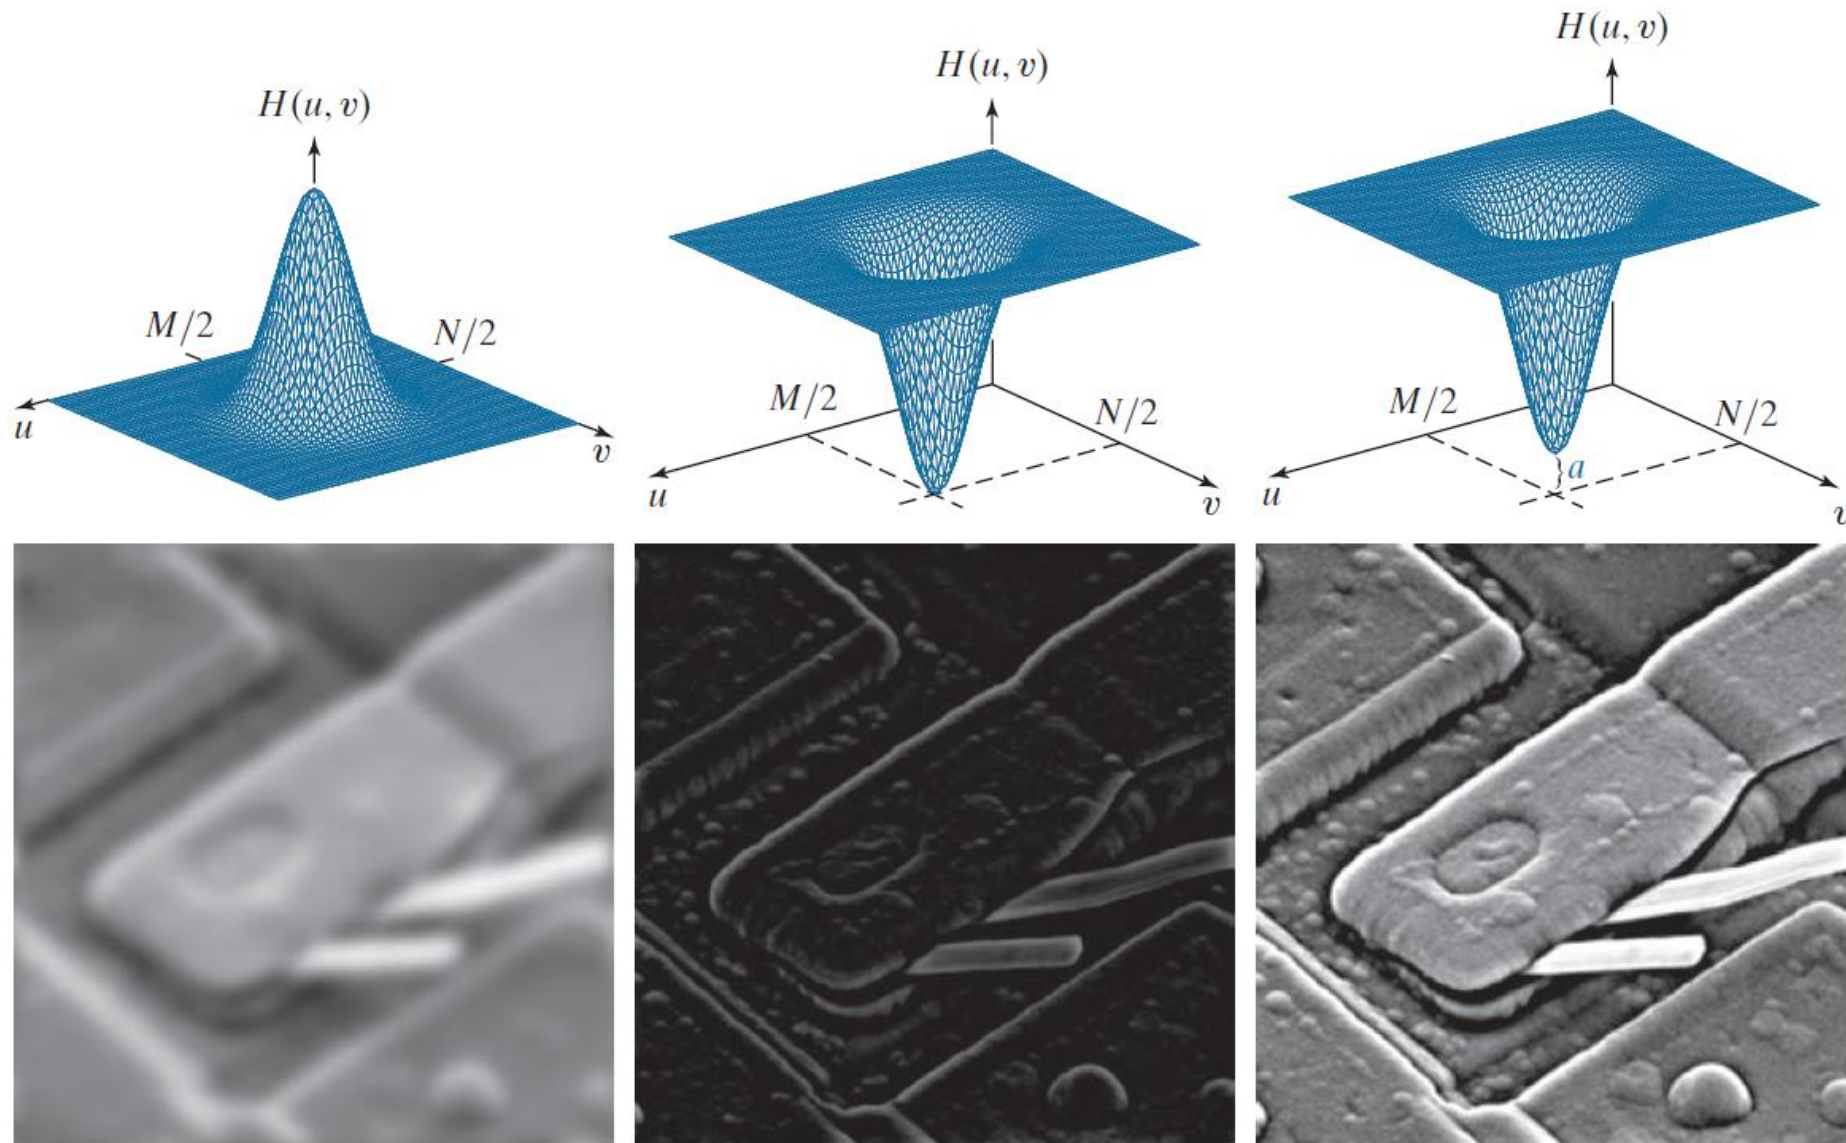 H(u, v)
M/2
N/2
u
v
H(u, v)
M/2
N/2
u
v
H(u, v)
M/2
N/2
a
u
v